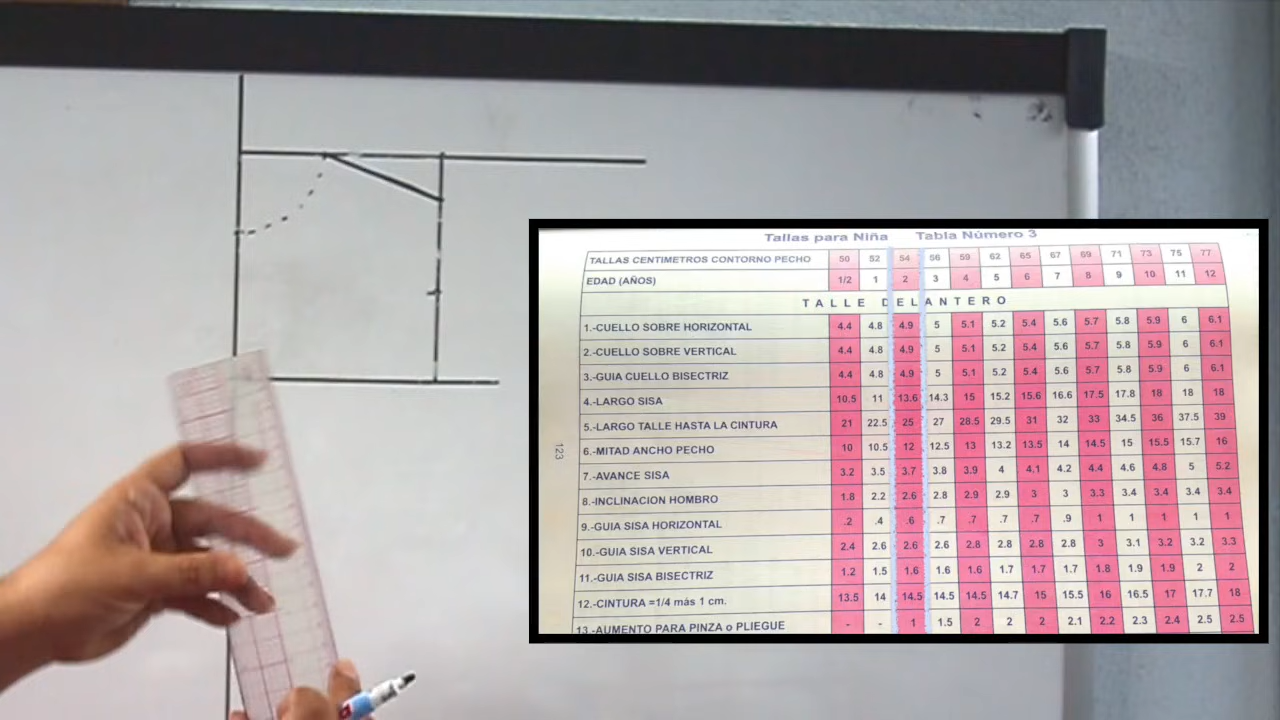 Tallas para Niña Tabla Número 3
TALLAS CENTIMETROS CONTORNO PECHO 50 52 54 56 59 62 65 67 69 71 73 75 77
EDAD (AÑOS) 1/2 1 2 3 4 5 6 7 8 9 10 11 12
TALLE DELANTERO
1.-CUELLO SOBRE HORIZONTAL 4.4 4.8 4.9 5 5.1 5.2 5.4 5.6 5.7 5.8 5.9 6 6.1
2.-CUELLO SOBRE VERTICAL 4.4 4.8 4.9 5 5.1 5.2 5.4 5.6 5.7 5.8 5.9 6 6.1
3.-GUIA CUELLO BISECTRIZ 4.4 4.8 4.9 5 5.1 5.2 5.4 5.6 5.7 5.8 5.9 6 6.1
4.-LARGO SISA 10.5 11 13.6 14.3 15 15.2 15.6 16.6 17.5 17.8 18 18 18
5.-LARGO TALLE HASTA LA CINTURA 21 22.5 25 27 28.5 29.5 31 32 33 34.5 36 37.5 39
6.-MITAD ANCHO PECHO 10 10.5 12 12.5 13 13.2 13.5 14 14.5 15 15.5 15.7 16
7.-AVANCE SISA 3.2 3.5 3.7 3.8 3.9 4 4.1 4.2 4.4 4.6 4.8 5 5.2
8.-INCLINACION HOMBRO 1.8 2.2 2.6 2.8 2.9 2.9 3 3 3.3 3.4 3.4 3.4 3.4
9.-GUIA SISA HORIZONTAL .2 .4 .6 .7 .7 .7 .7 .9 1 1 1 1 1
10.-GUIA SISA VERTICAL 2.4 2.6 2.6 2.6 2.8 2.8 2.8 2.8 3 3.1 3.2 3.2 3.3
11.-GUIA SISA BISECTRIZ 1.2 1.5 1.6 1.6 1.6 1.7 1.7 1.7 1.8 1.9 1.9 2 2
12.-CINTURA =1/4 más 1 cm. 13.5 14 14.5 14.5 14.5 14.7 15 15.5 16 16.5 17 17.7 18
13.-AUMENTO PARA PINZA o PLIEGUE - - 1 1.5 2 2 2 2.1 2.2 2.3 2.4 2.5 2.5
123